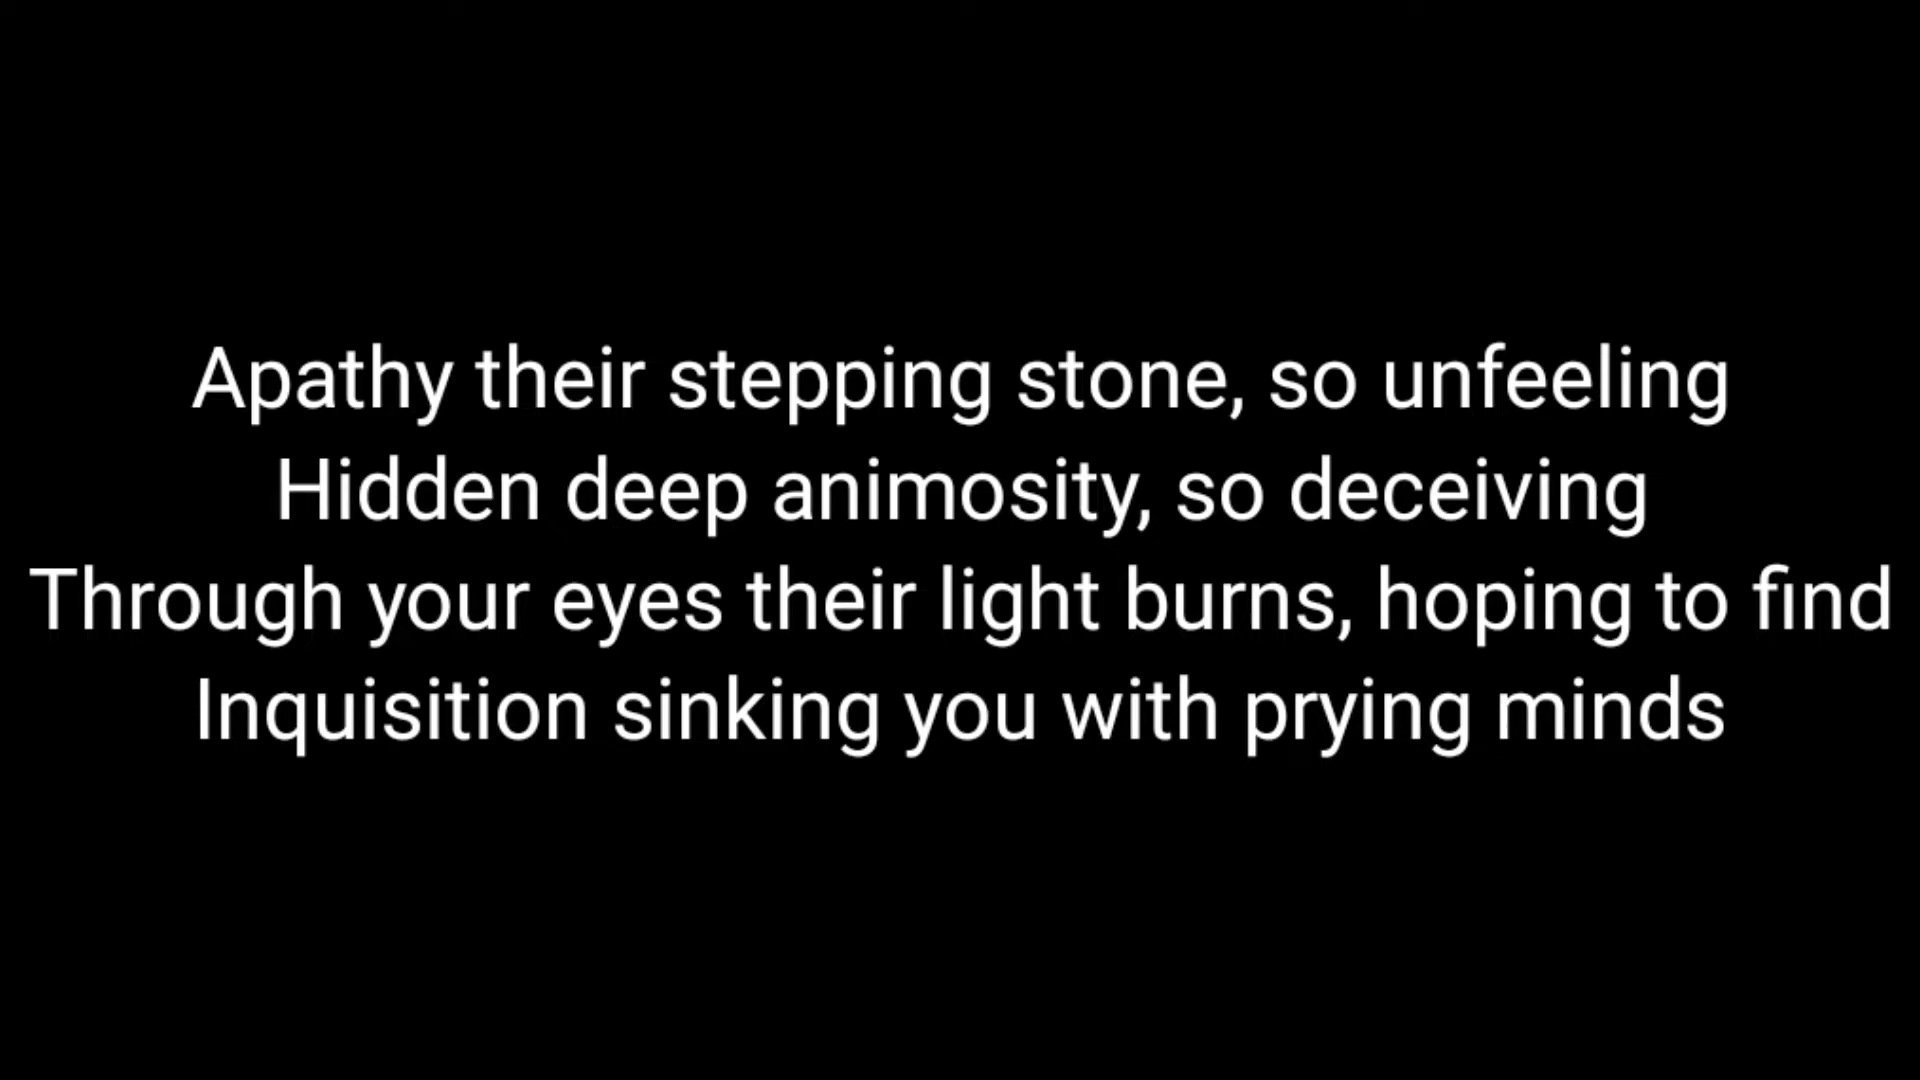 Apathy their stepping stone, so unfeeling
Hidden deep animosity, so deceiving
Through your eyes their light burns, hoping to find
Inquisition sinking you with prying minds